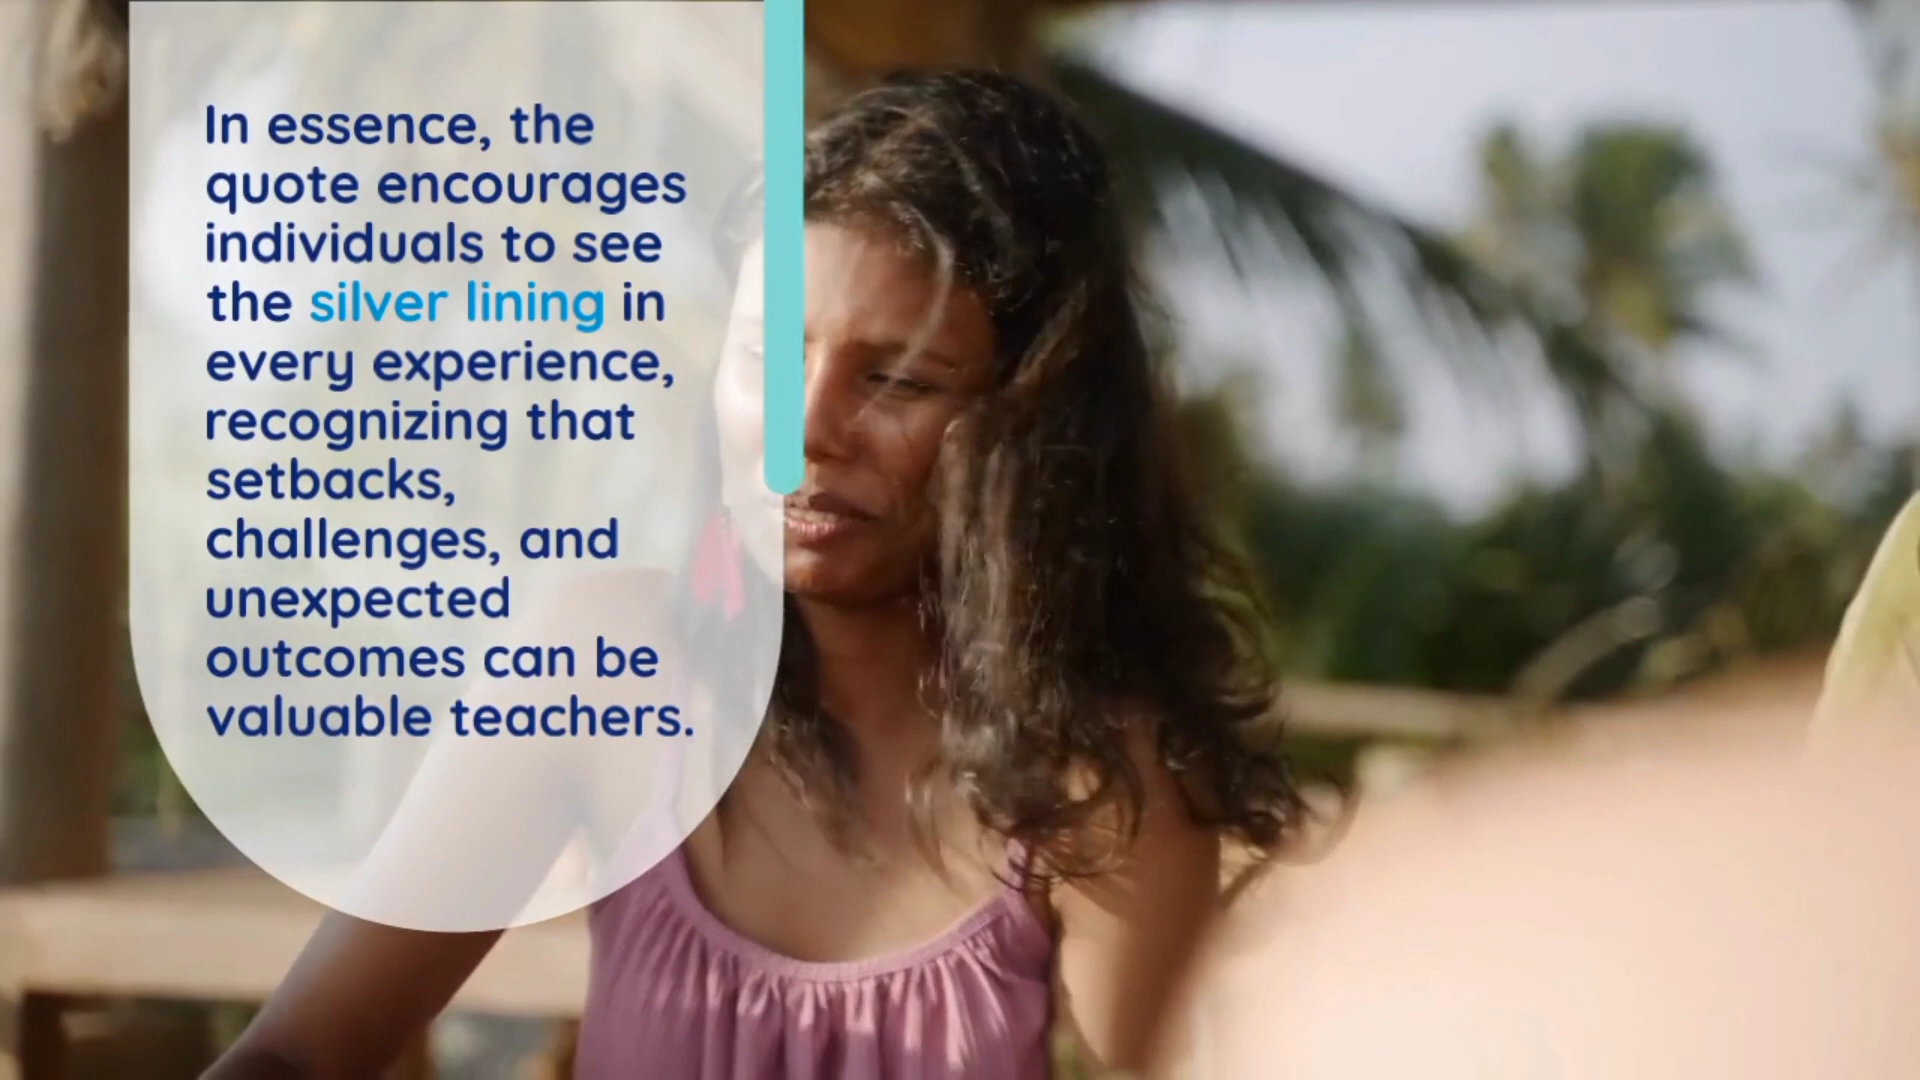 In essence, the
quote encourages
individuals to see
the silver lining in
every experience,
recognizing that
setbacks,
challenges, and
unexpected
outcomes can be
valuable teachers.